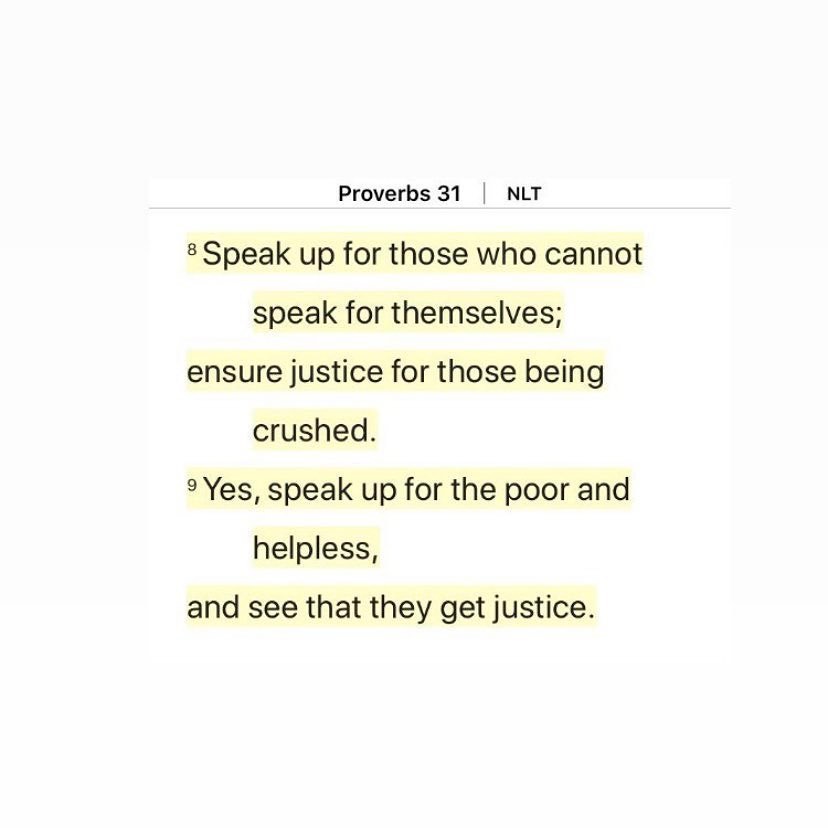 Proverbs 31 | NLT
8 Speak up for those who cannot
speak for themselves;
ensure justice for those being
crushed.
9 Yes, speak up for the poor and
helpless,
and see that they get justice.